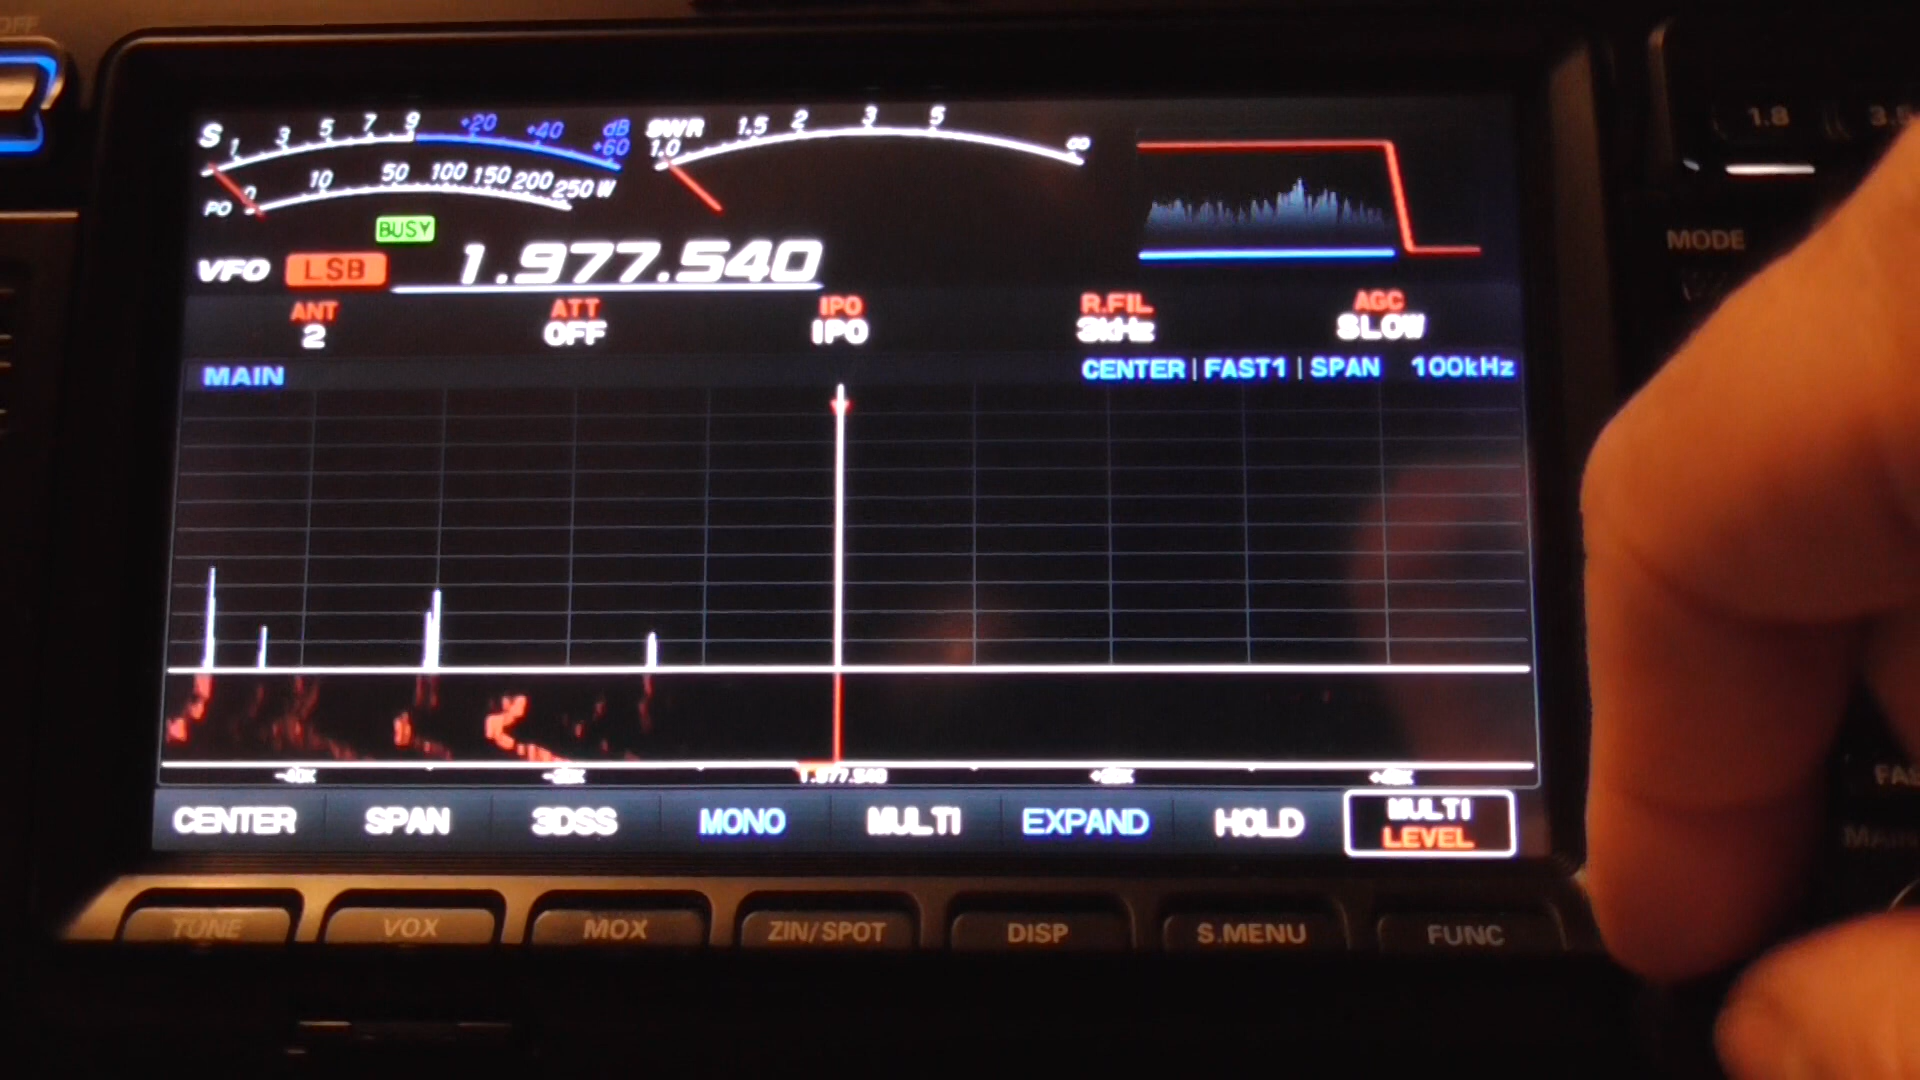 OFF
S 1 3 5 7 9 +20 +40 dB +60
PO 0 10 50 100 150 200 250 W
SWR 1.0 1.5 2 3 5 ∞
1.8 3.5
MODE
BUSY
VFO LSB 1.977.540
ANT ATT IPO R.FIL AGC
2 OFF IPO 3kHz SLOW
MAIN CENTER | FAST1 | SPAN 100kHz
1.977.540
CENTER SPAN 3DSS MONO MULTI EXPAND HOLD MULTI
LEVEL
TUNE VOX MOX ZIN/SPOT DISP S.MENU FUNC